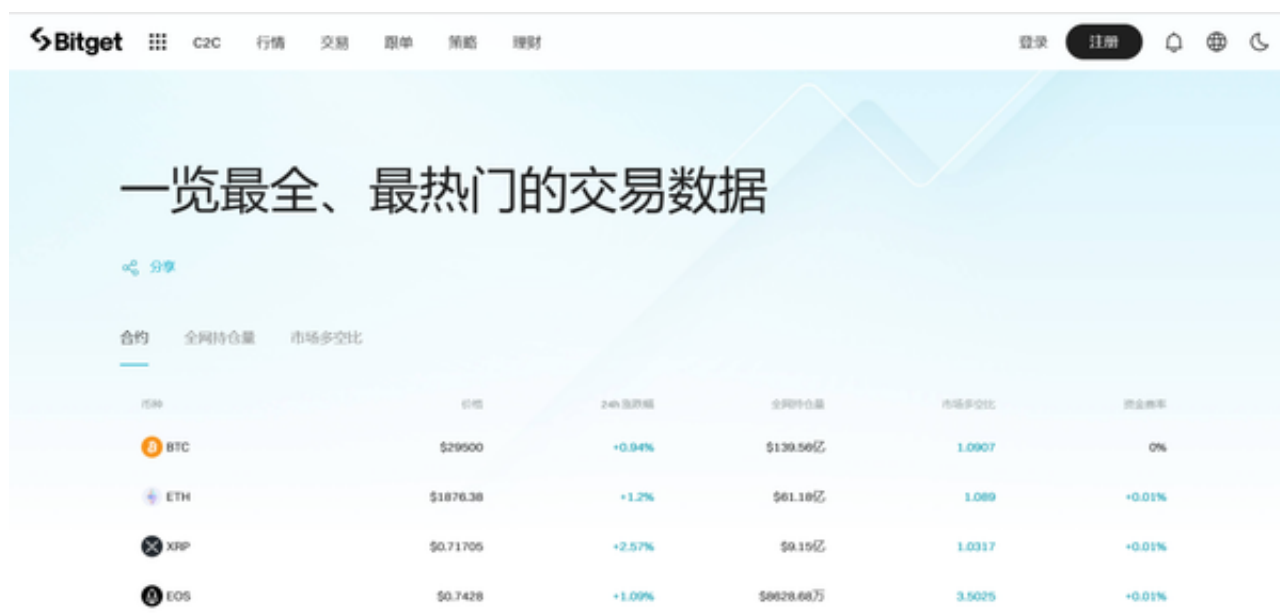 Bitget C2C 行情 交易 跟单 策略 理财 登录 注册
一览最全、最热门的交易数据
分享
合约 全网持仓量 市场多空比
币种 价格 24h 涨跌幅 全网持仓量 市场多空比 资金费率
BTC $29500 +0.94% $139.56亿 1.0907 0%
ETH $1876.38 +1.2% $61.18亿 1.089 +0.01%
XRP $0.71705 +2.57% $9.15亿 1.0317 +0.01%
EOS $0.7428 +1.09% $8628.68万 3.5025 +0.01%